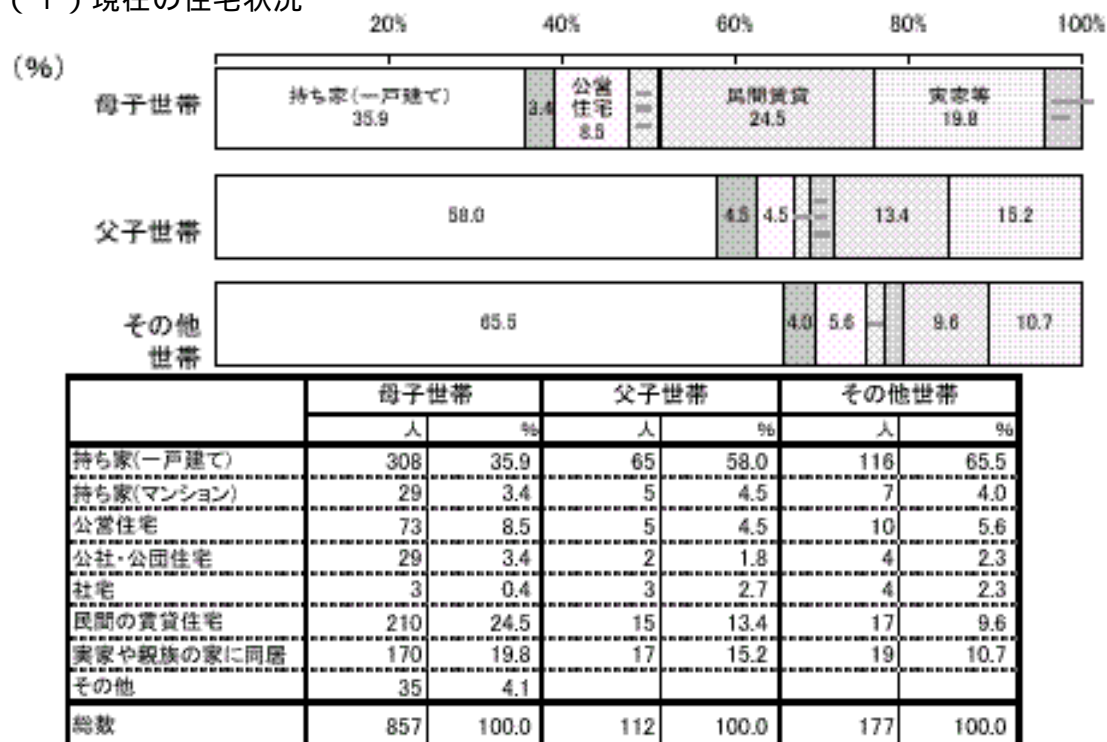 (1)現在の住宅状況
20% 40% 60% 80% 100%
(%)
母子世帯 持ち家(一戸建て) 35.9 3.4 公営住宅 8.5 民間賃貸 24.5 実家等 19.8
父子世帯 58.0 4.5 4.5 13.4 15.2
その他 65.5 4.0 5.6 9.6 10.7
世帯
母子世帯 父子世帯 その他世帯
人 % 人 % 人 %
持ち家(一戸建て) 308 35.9 65 58.0 116 65.5
持ち家(マンション) 29 3.4 5 4.5 7 4.0
公営住宅 73 8.5 5 4.5 10 5.6
公社・公団住宅 29 3.4 2 1.8 4 2.3
社宅 3 0.4 3 2.7 4 2.3
民間の賃貸住宅 210 24.5 15 13.4 17 9.6
実家や親族の家に同居 170 19.8 17 15.2 19 10.7
その他 35 4.1
総数 857 100.0 112 100.0 177 100.0